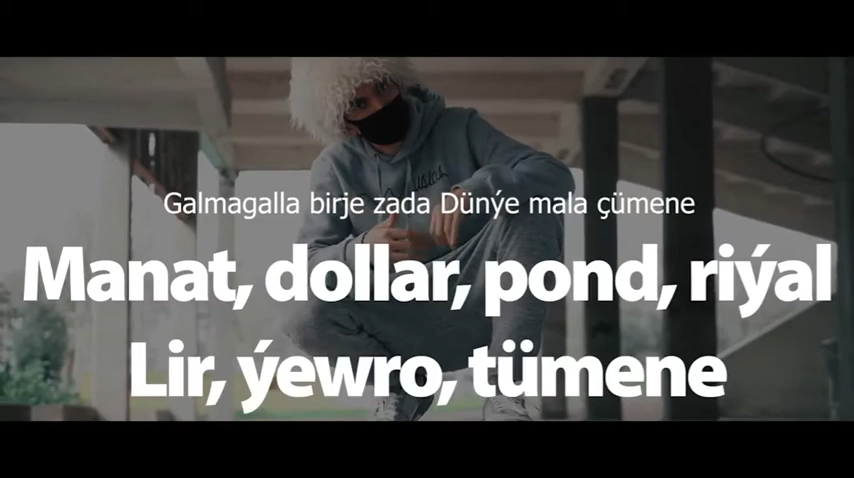 Galmagalla birje zada Dünýe mala çümene
Manat, dollar, pond, riýal
Lir, ýewro, tümene